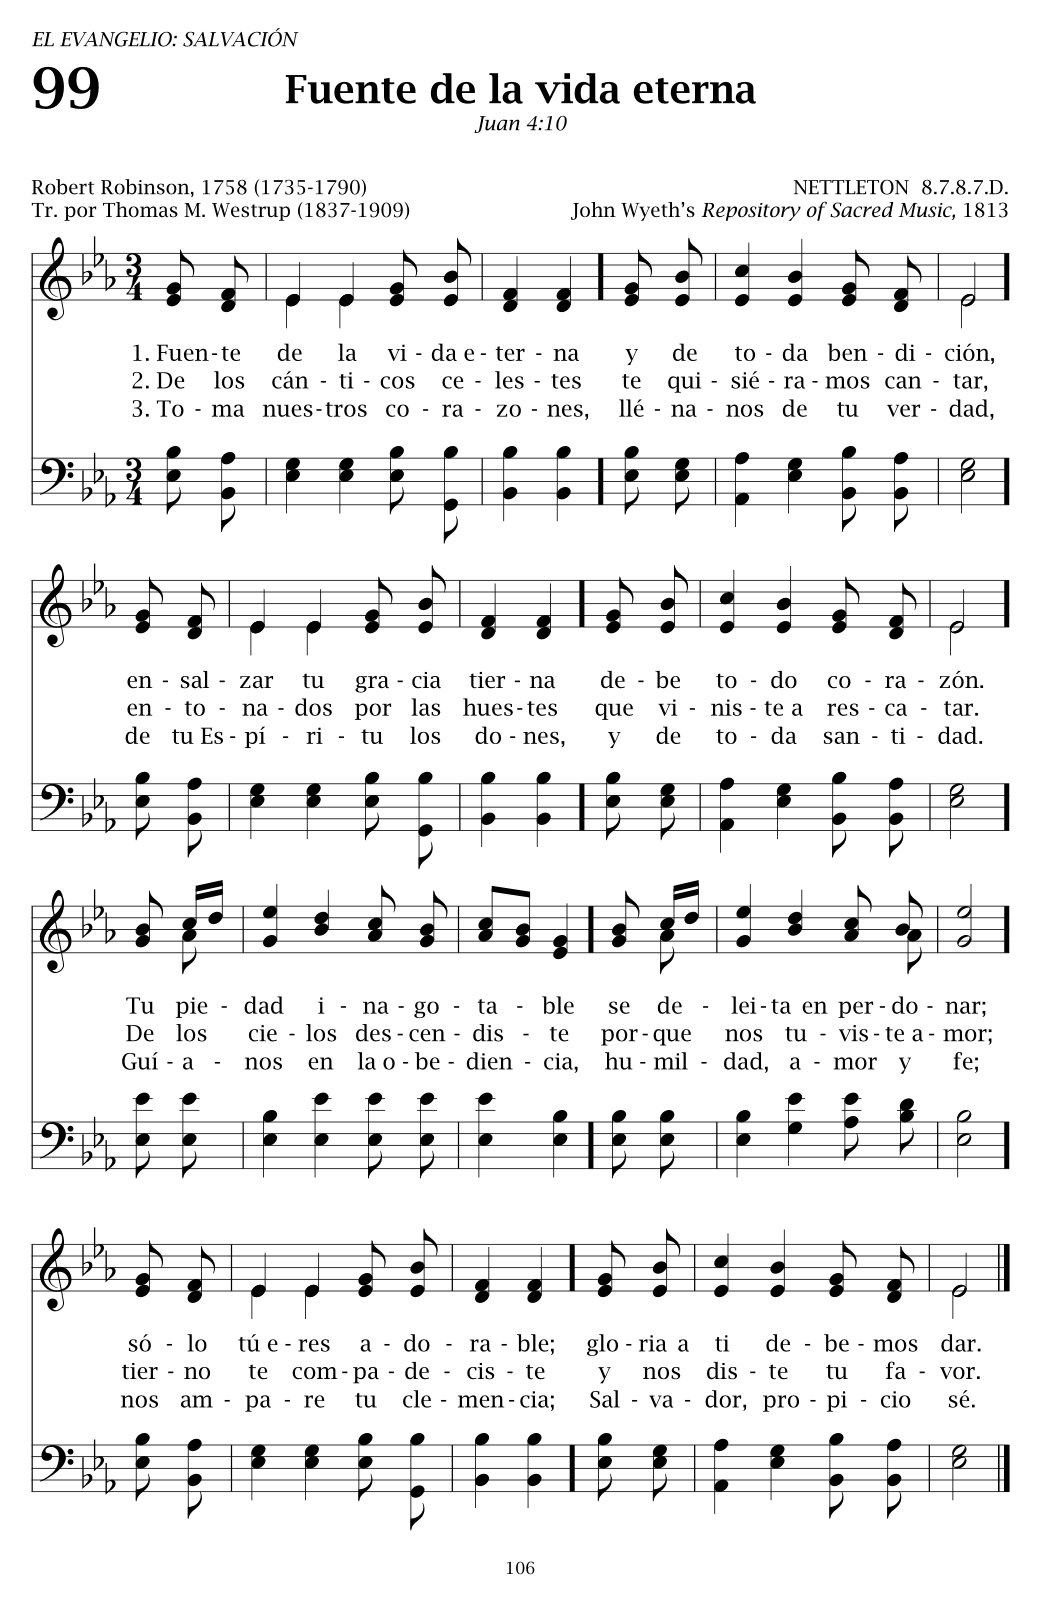 EL EVANGELIO: SALVACIÓN
99 Fuente de la vida eterna
Juan 4:10
Robert Robinson, 1758 (1735-1790) NETTLETON 8.7.8.7.D.
Tr. por Thomas M. Westrup (1837-1909) John Wyeth's Repository of Sacred Music, 1813
3 4
1. Fuen - te de la vi - da e - ter - na y de to - da ben - di - ción,
2. De los cán - ti - cos ce - les - tes te qui - sié - ra - mos can - tar,
3. To - ma nues - tros co - ra - zo - nes, llé - na - nos de tu ver - dad,
3 4
en - sal - zar tu gra - cia tier - na de - be to - do co - ra - zón.
en - to - na - dos por las hues - tes que vi - nis - te a res - ca - tar.
de tu Es - pí - ri - tu los do - nes, y de to - da san - ti - dad.
Tu pie - dad i - na - go - ta - ble se de - lei - ta en per - do - nar;
De los cie - los des - cen - dis - te por - que nos tu - vis - te a - mor;
Guí - a - nos en la o - be - dien - cia, hu - mil - dad, a - mor y fe;
só - lo tú e - res a - do - ra - ble; glo - ria a ti de - be - mos dar.
tier - no te com - pa - de - cis - te y nos dis - te tu fa - vor.
nos am - pa - re tu cle - men - cia; Sal - va - dor, pro - pi - cio sé.
106